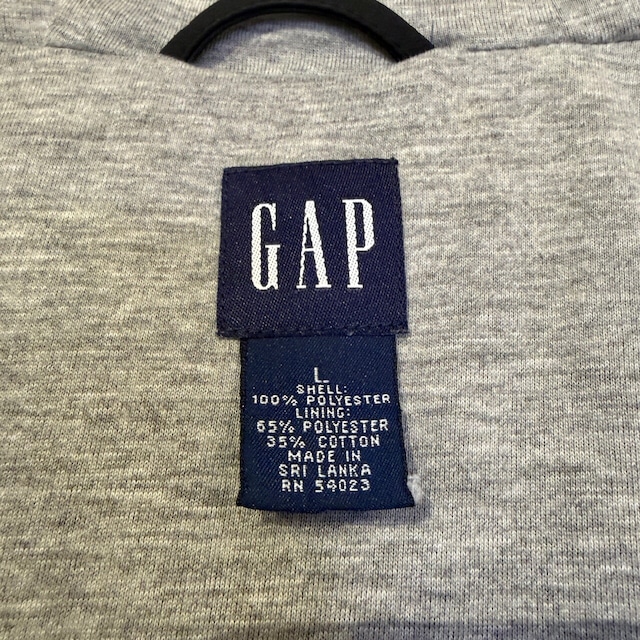 GAP
L
SHELL:
100% POLYESTER
LINING:
65% POLYESTER
35% COTTON
MADE IN
SRI LANKA
RN 54023